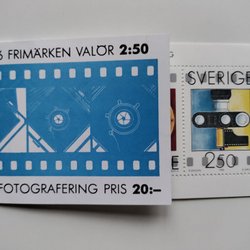 6 FRIMÄRKEN VALÖR 2:50
FOTOGRAFERING PRIS 20:–
SVERIGE
250